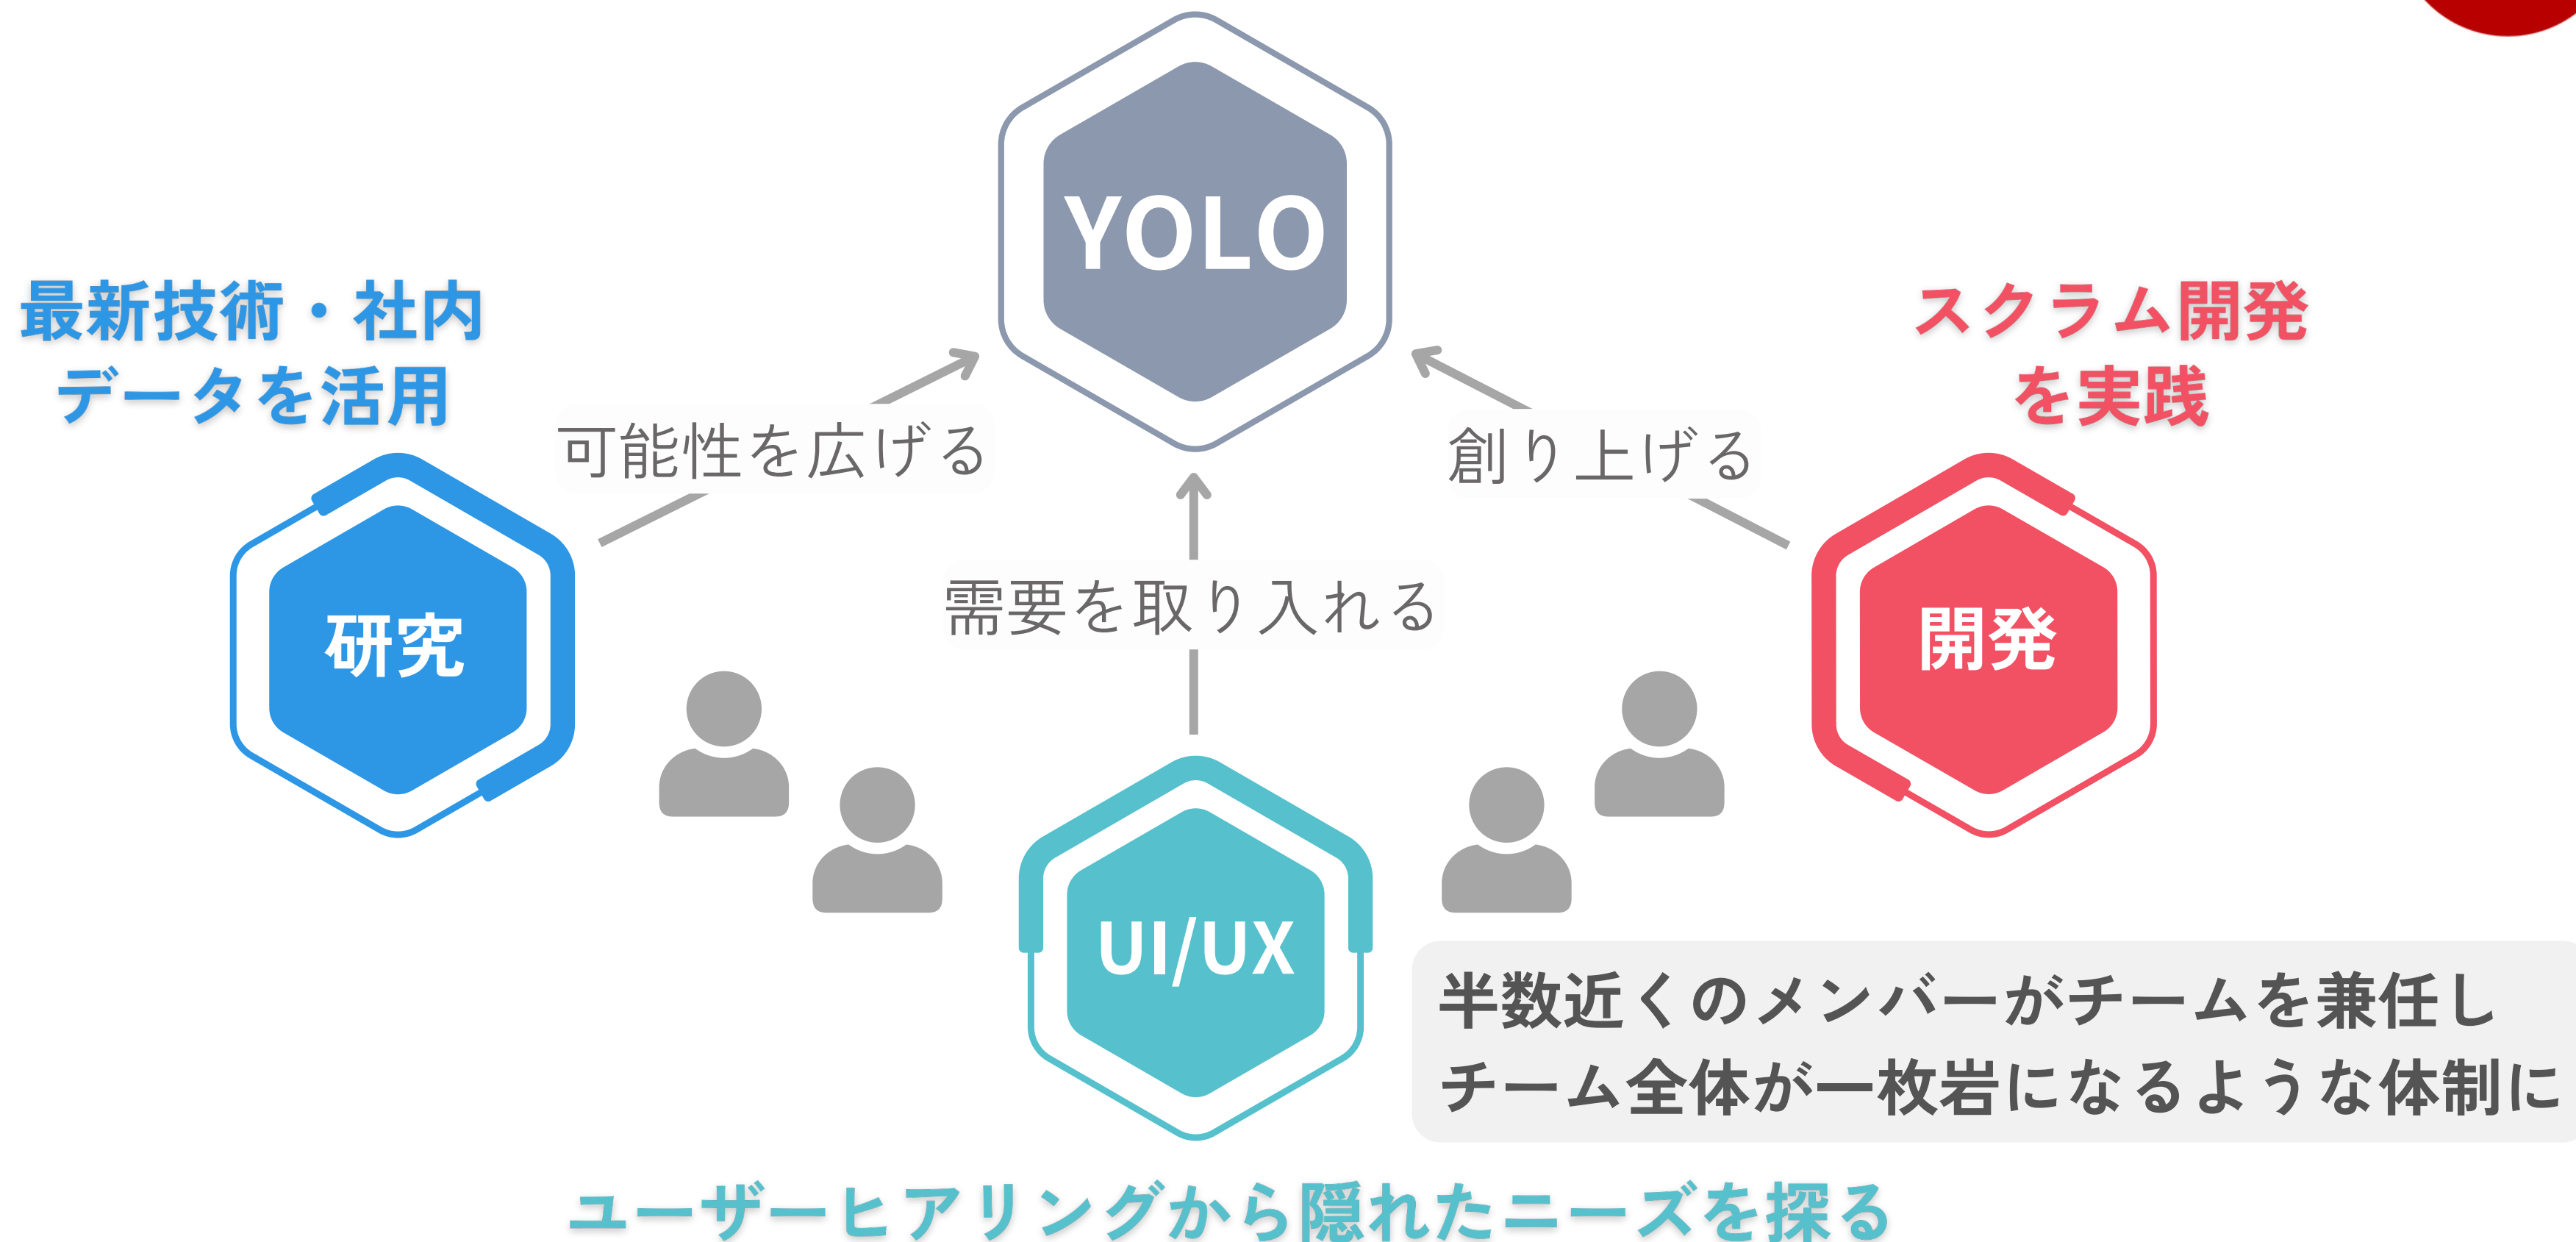 YOLO
最新技術・社内
データを活用
スクラム開発
を実践
可能性を広げる
創り上げる
需要を取り入れる
研究
開発
UI/UX
半数近くのメンバーがチームを兼任し
チーム全体が一枚岩になるような体制に
ユーザーヒアリングから隠れたニーズを探る